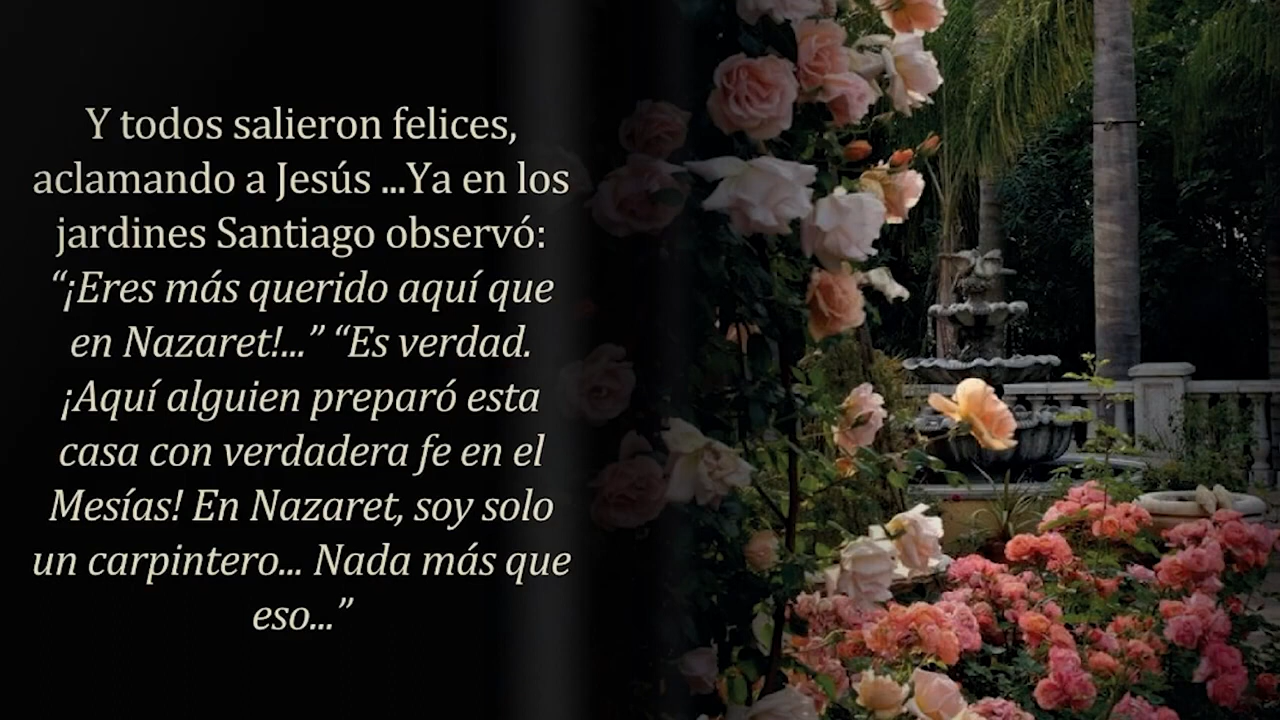 Y todos salieron felices,
aclamando a Jesús ...Ya en los
jardines Santiago observó:
“¡Eres más querido aquí que
en Nazaret!...” “Es verdad.
¡Aquí alguien preparó esta
casa con verdadera fe en el
Mesías! En Nazaret, soy solo
un carpintero... Nada más que
eso...”